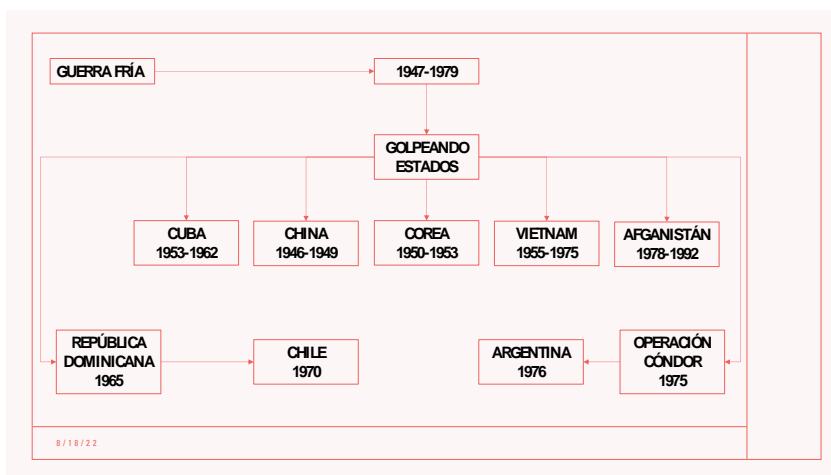 GUERRA FRÍA
1947-1979
GOLPEANDO
ESTADOS
CUBA
1953-1962
CHINA
1946-1949
COREA
1950-1953
VIETNAM
1955-1975
AFGANISTÁN
1978-1992
REPÚBLICA
DOMINICANA
1965
CHILE
1970
ARGENTINA
1976
OPERACIÓN
CÓNDOR
1975
8/18/22